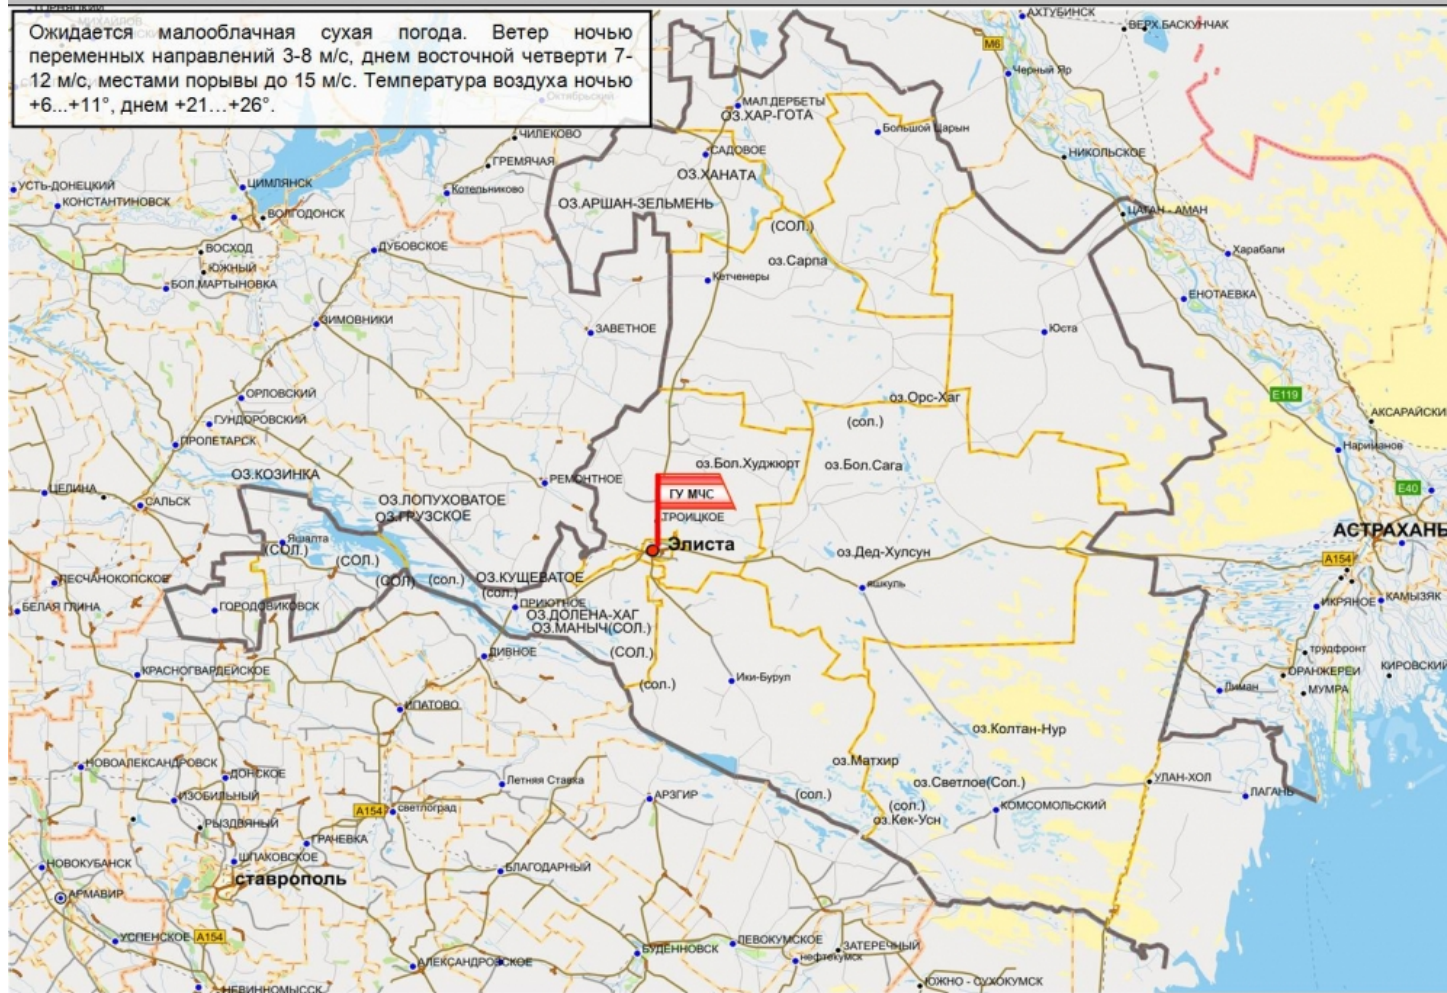 Ожидается малооблачная сухая погода. Ветер ночью
переменных направлений 3-8 м/с, днем восточной четверти 7-
12 м/с, местами порывы до 15 м/с. Температура воздуха ночью
+6...+11°, днем +21…+26°.
АХТУБИНСК
ВЕРХ.БАСКУНЧАК
М6
Черный Яр
Октябрьский
МАЛ.ДЕРБЕТЫ
ОЗ.ХАР-ГОТА
Большой Царын
ЧИЛЕКОВО
САДОВОЕ
НИКОЛЬСКОЕ
ГРЕМЯЧАЯ
ОЗ.ХАНАТА
УСТЬ-ДОНЕЦКИЙ
ЦИМЛЯНСК
Котельниково
КОНСТАНТИНОВСК
ОЗ.АРШАН-ЗЕЛЬМЕНЬ
ВОЛГОДОНСК
ЦАГАН - АМАН
(СОЛ.)
ВОСХОД
ДУБОВСКОЕ
Харабали
ЮЖНЫЙ
оз.Сарпа
Кетченеры
БОЛ.МАРТЫНОВКА
ЕНОТАЕВКА
ЗИМОВНИКИ
ЗАВЕТНОЕ
Юста
ОРЛОВСКИЙ
оз.Орс-Хаг
Е119
ГУНДОРОВСКИЙ
(сол.)
АКСАРАЙСКИ
ПРОЛЕТАРСК
Нариманов
оз.Бол.Худжюрт
оз.Бол.Сага
ОЗ.КОЗИНКА
РЕМОНТНОЕ
ЦЕЛИНА
Е40
ГУ МЧС
САЛЬСК
ОЗ.ЛОПУХОВАТОЕ
ОЗ.ГРУЗСКОЕ
ТРОИЦКОЕ
АСТРАХАНЬ
Яшалта
Элиста
(СОЛ.)
оз.Дед-Хулсун
(СОЛ.)
А154
ПЕСЧАНОКОПСКОЕ
(СОЛ)
(сол.)
ОЗ.КУЩЕВАТОЕ
яшкуль
(сол.)
КАМЫЗЯК
БЕЛАЯ ГЛИНА
ГОРОДОВИКОВСК
ПРИЮТНОЕ
ИКРЯНОЕ
ОЗ.ДОЛЕНА-ХАГ
ОЗ.МАНЫЧ(СОЛ.)
ДИВНОЕ
(СОЛ.)
трудфронт
КРАСНОГВАРДЕЙСКОЕ
ОРАНЖЕРЕИ
КИРОВСКИЙ
Ики-Бурул
(сол.)
Лиман
МУМРА
ИПАТОВО
оз.Колтан-Нур
НОВОАЛЕКСАНДРОВСК
оз.Матхир
ДОНСКОЕ
Летняя Ставка
оз.Светлое(Сол.)
УЛАН-ХОЛ
ИЗОБИЛЬНЫЙ
АРЗГИР
(сол.)
ЛАГАНЬ
А154
светлоград
(сол.)
КОМСОМОЛЬСКИЙ
РЫЗДВЯНЫЙ
оз.Кек-Усн
ГРАЧЕВКА
НОВОКУБАНСК
ШПАКОВСКОЕ
БЛАГОДАРНЫЙ
ставрополь
АРМАВИР
УСПЕНСКОЕ
А154
БУДЕННОВСК
ЛЕВОКУМСКОЕ
ЗАТЕРЕЧНЫЙ
АЛЕКСАНДРОВСКОЕ
нефтекумск
НЕВИННОМЫССК
ЮЖНО - СУХОКУМСК